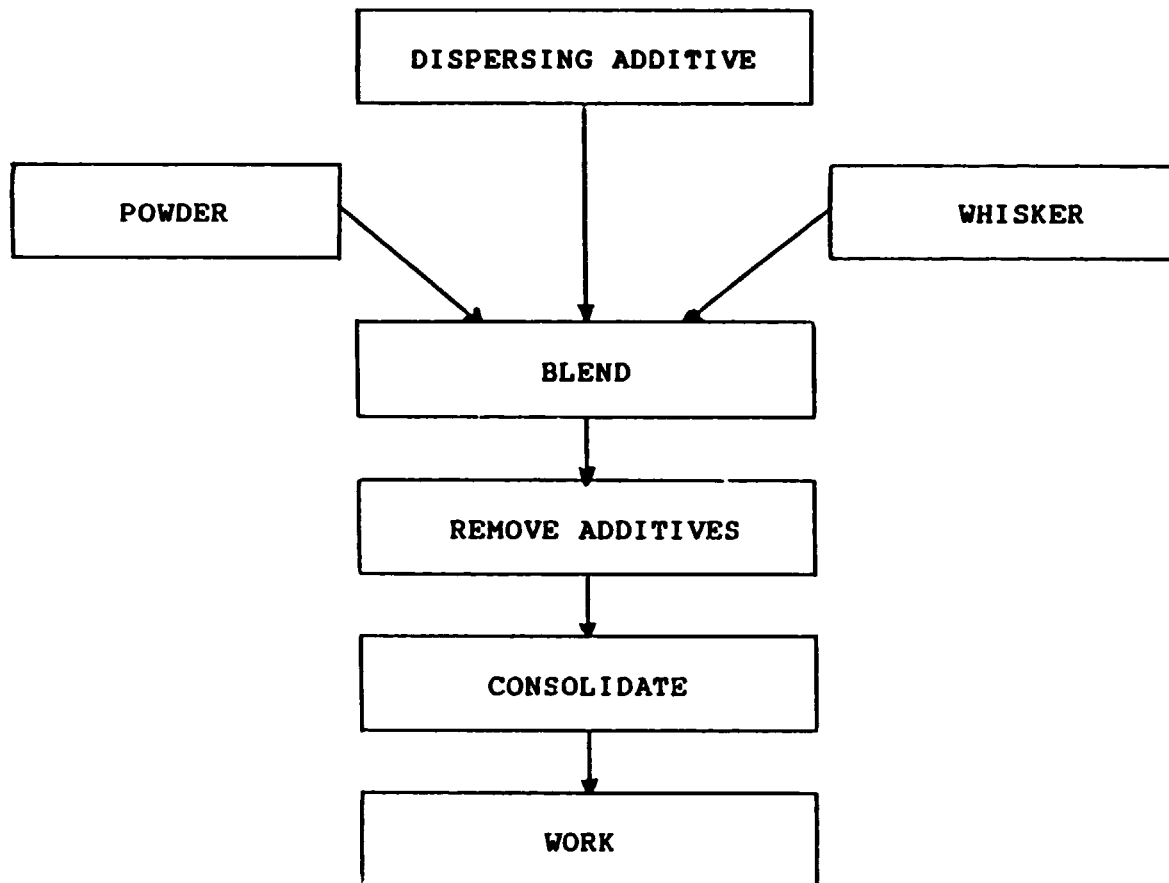 DISPERSING ADDITIVE
POWDER
WHISKER
BLEND
REMOVE ADDITIVES
CONSOLIDATE
WORK